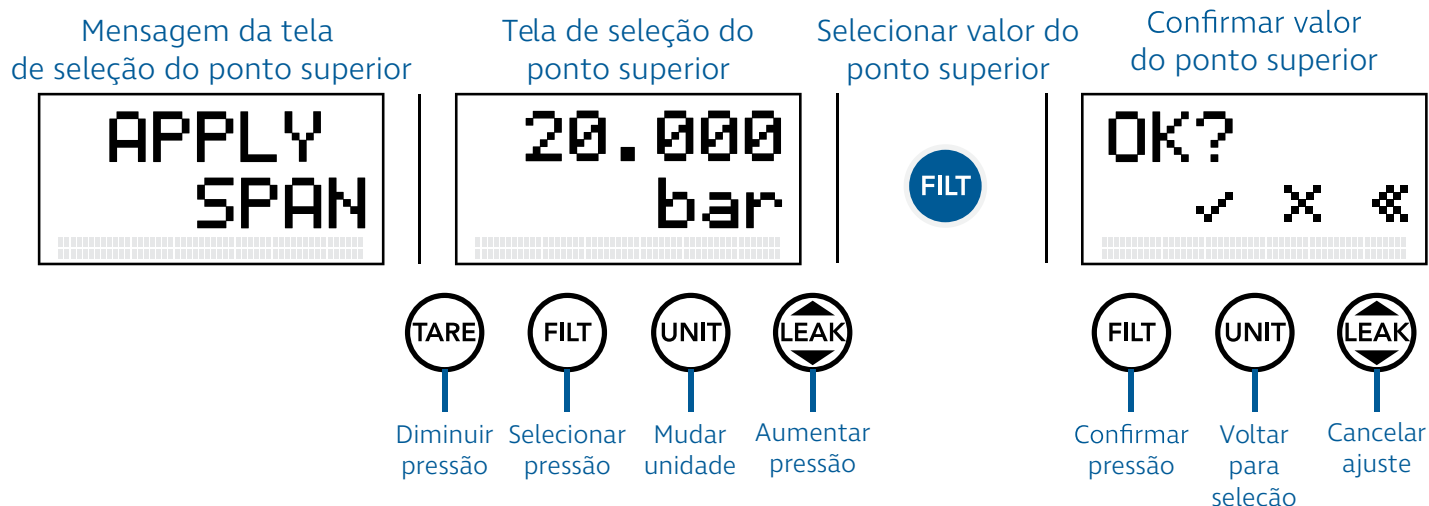 Mensagem da tela
de seleção do ponto superior
APPLY
SPAN
Tela de seleção do
ponto superior
20.000
bar
Selecionar valor do
ponto superior
FILT
Confirmar valor
do ponto superior
OK?
✓ X «
TARE FILT UNIT LEAK
Diminuir
pressão
Selecionar
pressão
Mudar
unidade
Aumentar
pressão
FILT UNIT LEAK
Confirmar
pressão
Voltar
para
seleção
Cancelar
ajuste